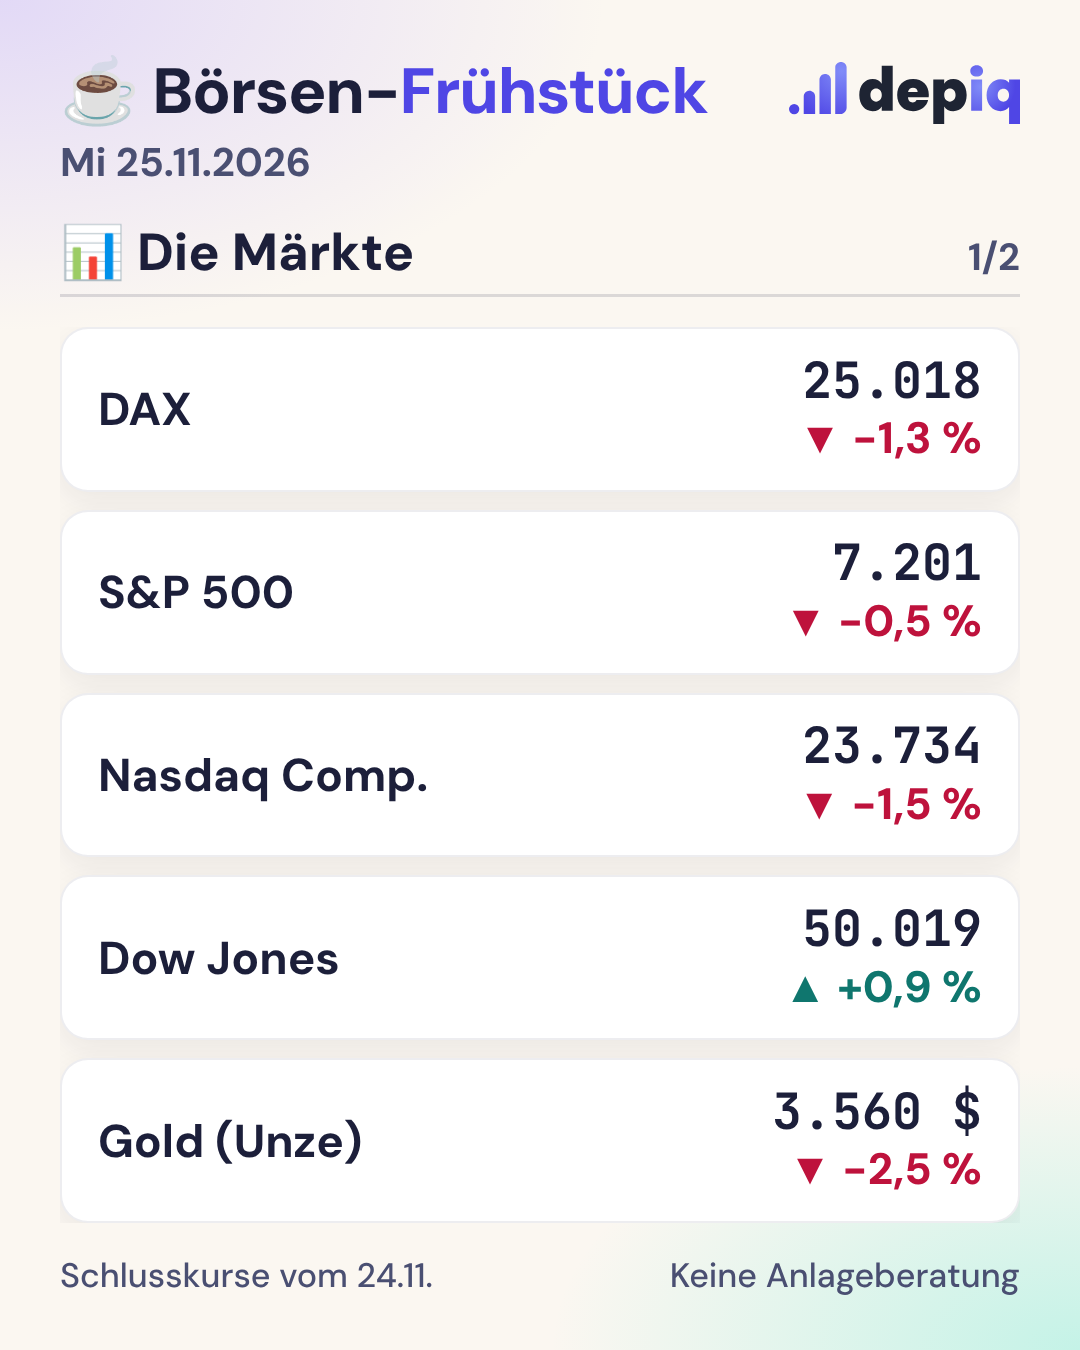 Börsen-Frühstück
depiq
Mi 25.11.2026
Die Märkte
1/2
DAX
25.018
▼ -1,3 %
S&P 500
7.201
▼ -0,5 %
Nasdaq Comp.
23.734
▼ -1,5 %
Dow Jones
50.019
▲ +0,9 %
Gold (Unze)
3.560 $
▼ -2,5 %
Schlusskurse vom 24.11.
Keine Anlageberatung